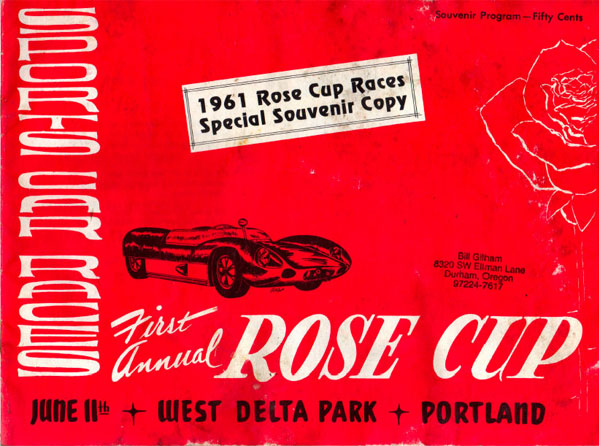 SPORTS CAR RACES
Souvenir Program — Fifty Cents
1961 Rose Cup Races
Special Souvenir Copy
Bill Gilham
8320 SW Ellman Lane
Durham, Oregon
97224-7617
First
Annual
ROSE CUP
JUNE 11th + WEST DELTA PARK + PORTLAND